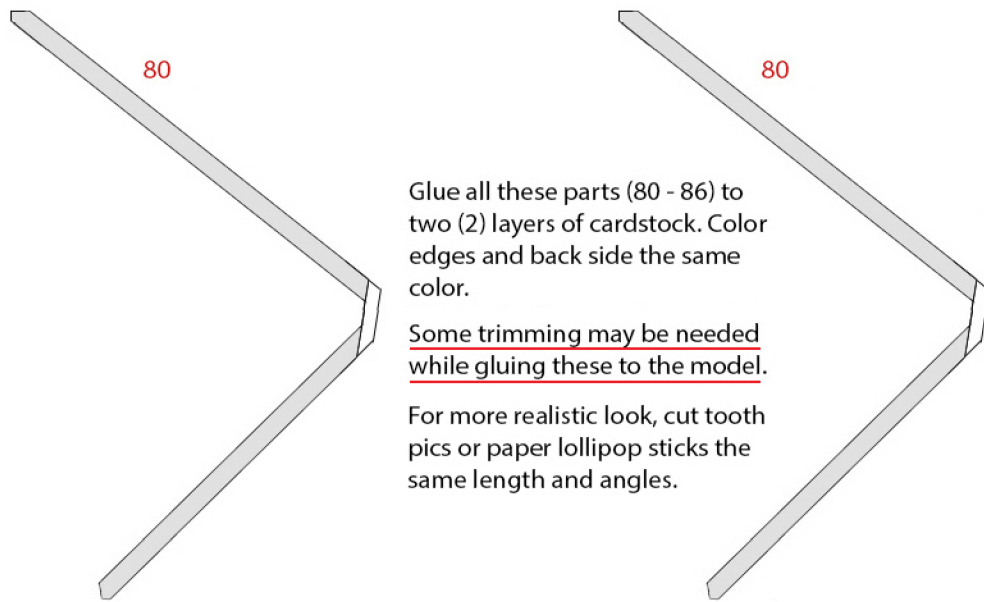 80
80
Glue all these parts (80 - 86) to
two (2) layers of cardstock. Color
edges and back side the same
color.
Some trimming may be needed
while gluing these to the model.
For more realistic look, cut tooth
pics or paper lollipop sticks the
same length and angles.